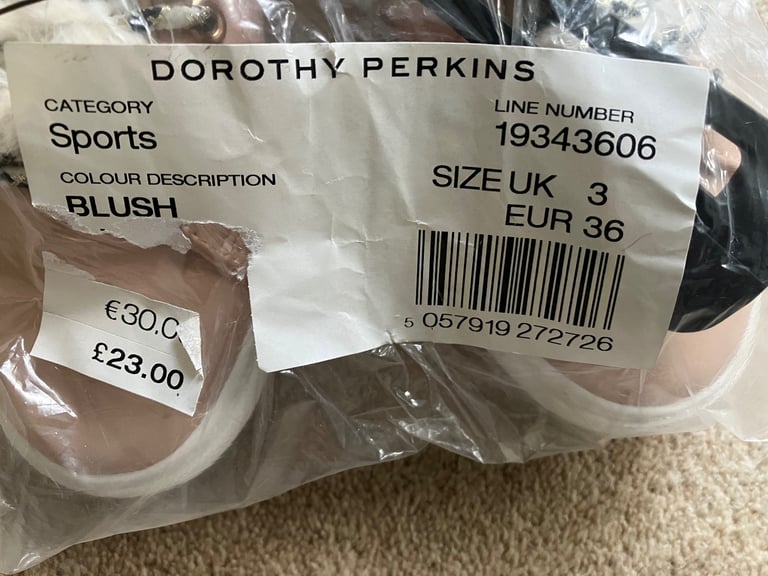 DOROTHY PERKINS
CATEGORY
Sports
COLOUR DESCRIPTION
BLUSH
LINE NUMBER
19343606
SIZE UK 3
EUR 36
5 057919 272726
€30.0
£23.00